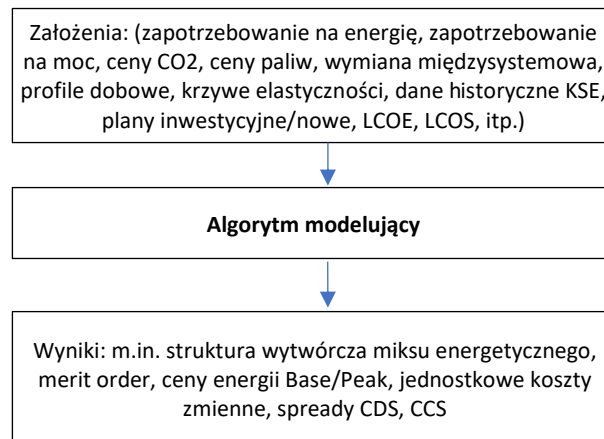 Założenia: (zapotrzebowanie na energię, zapotrzebowanie
na moc, ceny CO2, ceny paliw, wymiana międzysystemowa,
profile dobowe, krzywe elastyczności, dane historyczne KSE,
plany inwestycyjne/nowe, LCOE, LCOS, itp.)
Algorytm modelujący
Wyniki: m.in. struktura wytwórcza miksu energetycznego,
merit order, ceny energii Base/Peak, jednostkowe koszty
zmienne, spready CDS, CCS